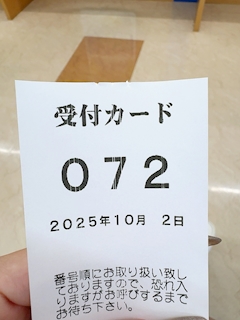 受付カード
072
2025年10月 2日
番号順にお取り扱い致し
ておりますので、恐れ入
りますがお呼びするまで
お待ち下さい。